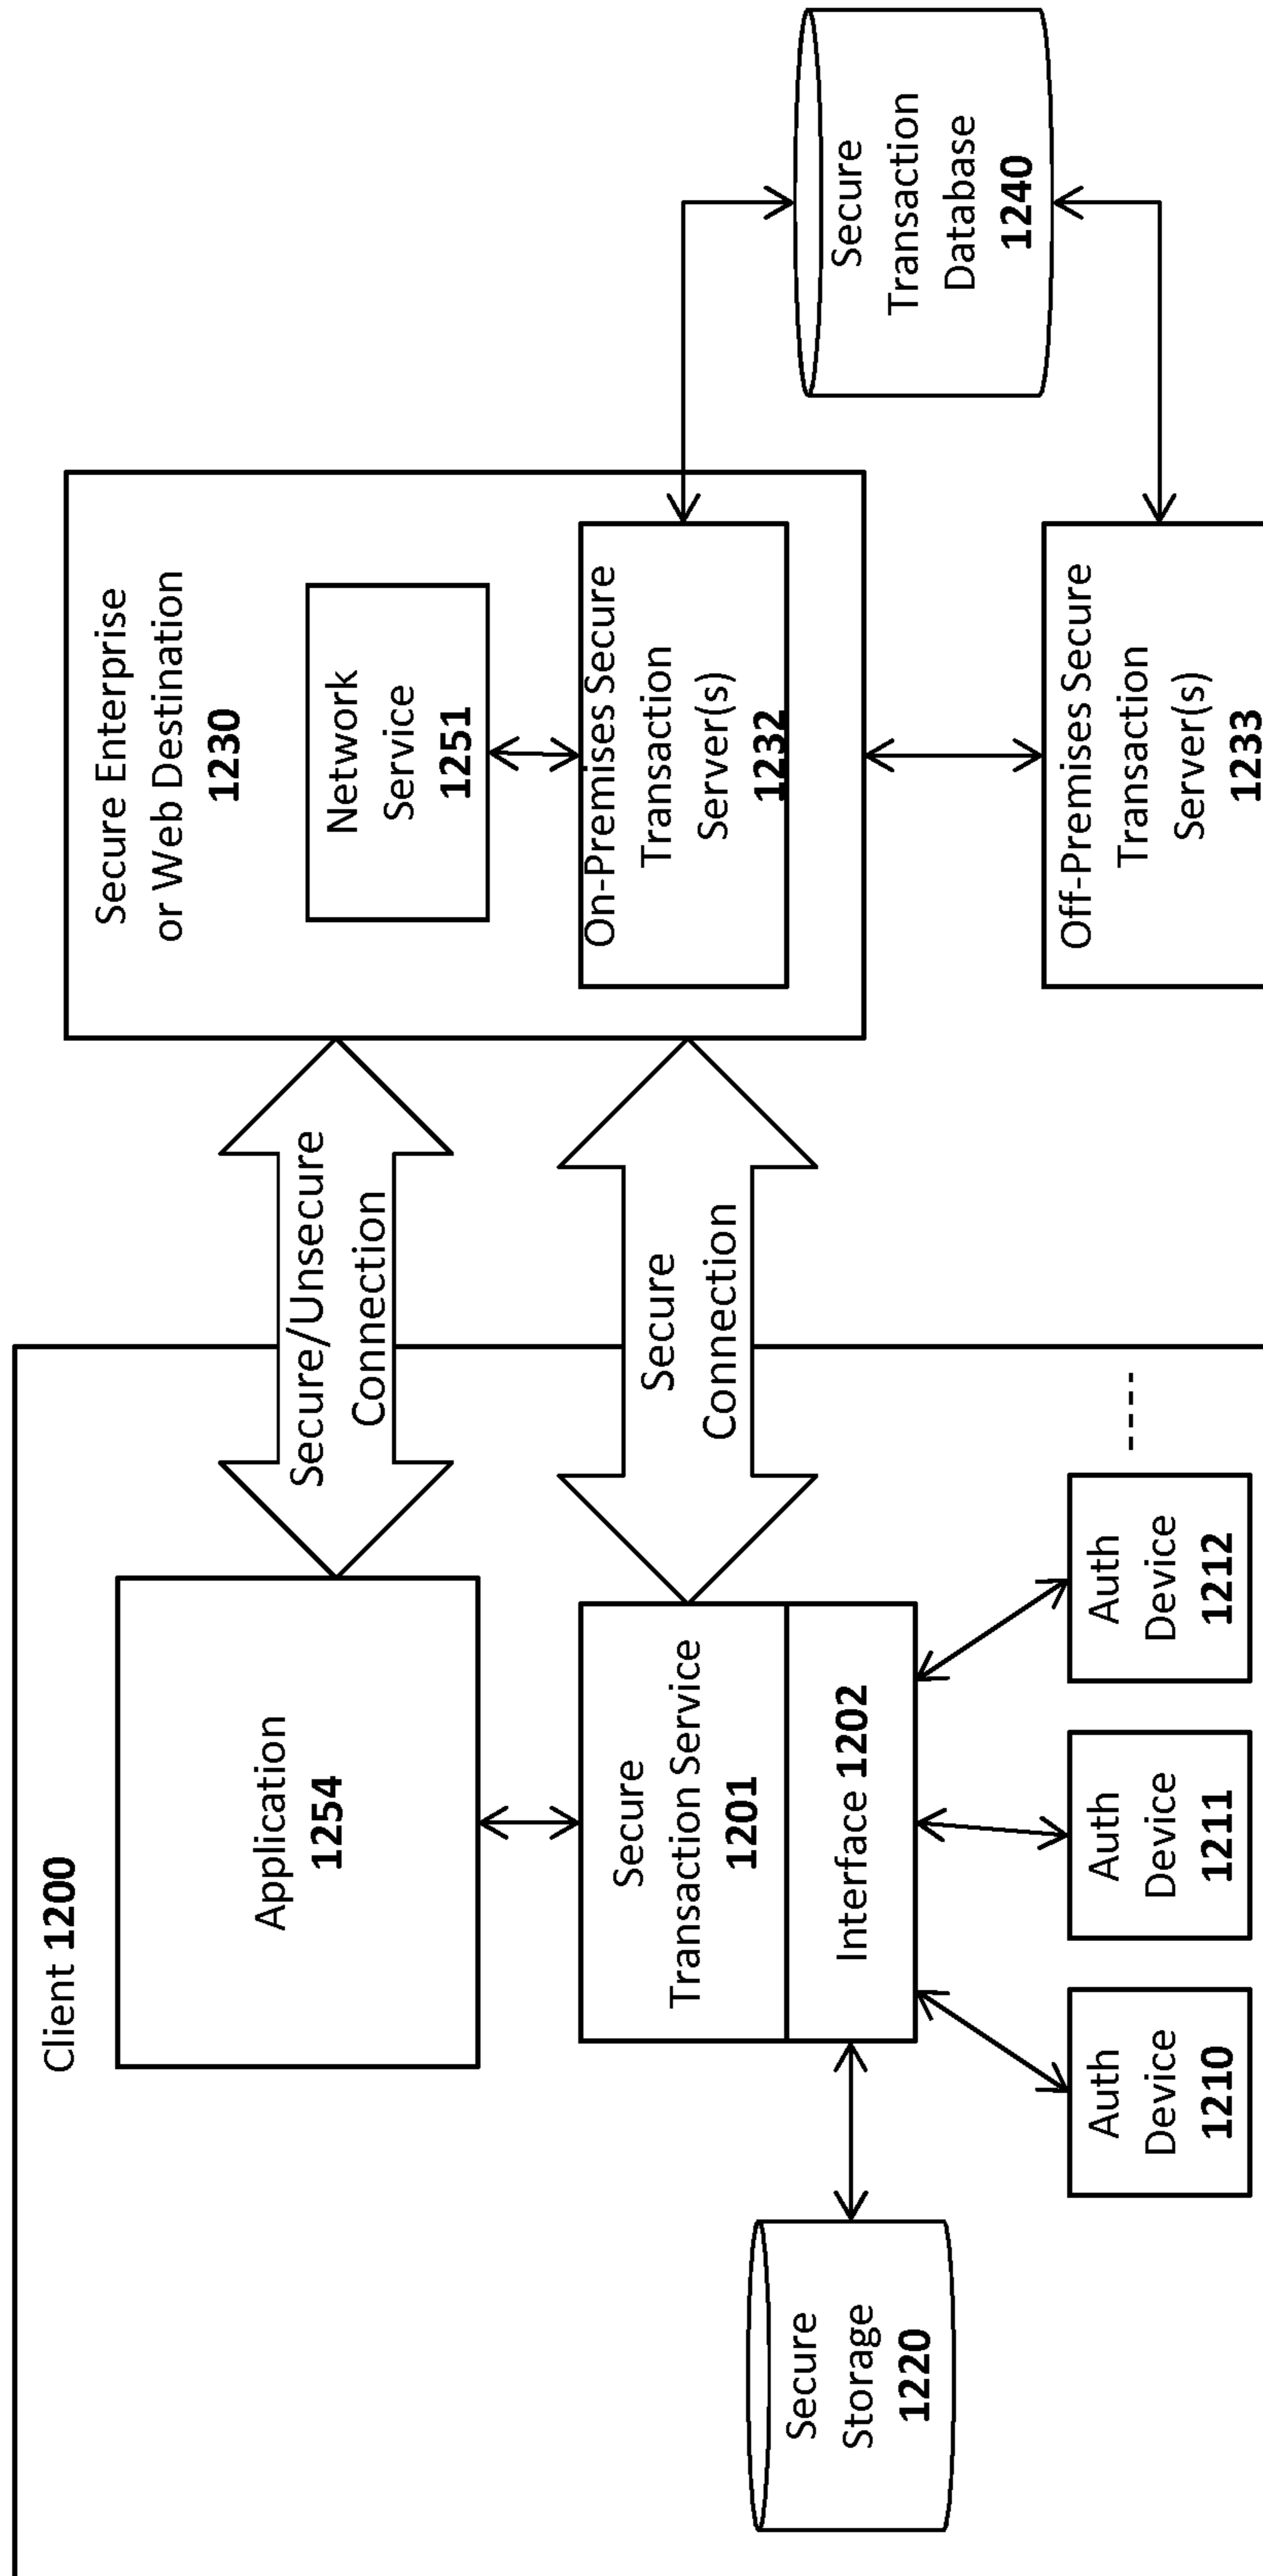 Client 1200
Application
1254
Secure
Transaction Service
1201
Interface 1202
Secure
Storage
1220
Auth
Device
1210
Auth
Device
1211
Auth
Device
1212
Secure/Unsecure
Connection
Secure
Connection
Secure Enterprise
or Web Destination
1230
Network
Service
1251
On-Premises Secure
Transaction
Server(s)
1232
Off-Premises Secure
Transaction
Server(s)
1233
Secure
Transaction
Database
1240